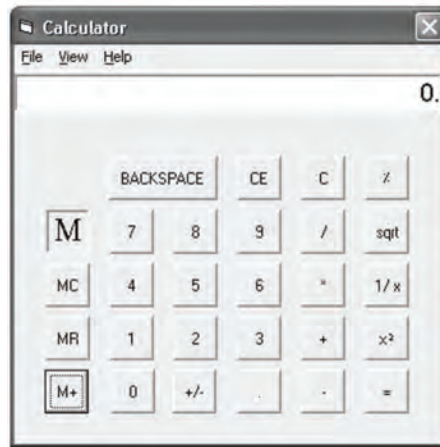 Calculator
File View Help
0.
BACKSPACE CE C %
M 7 8 9 / sqrt
MC 4 5 6 * 1/x
MR 1 2 3 + x²
M+ 0 +/- . - =